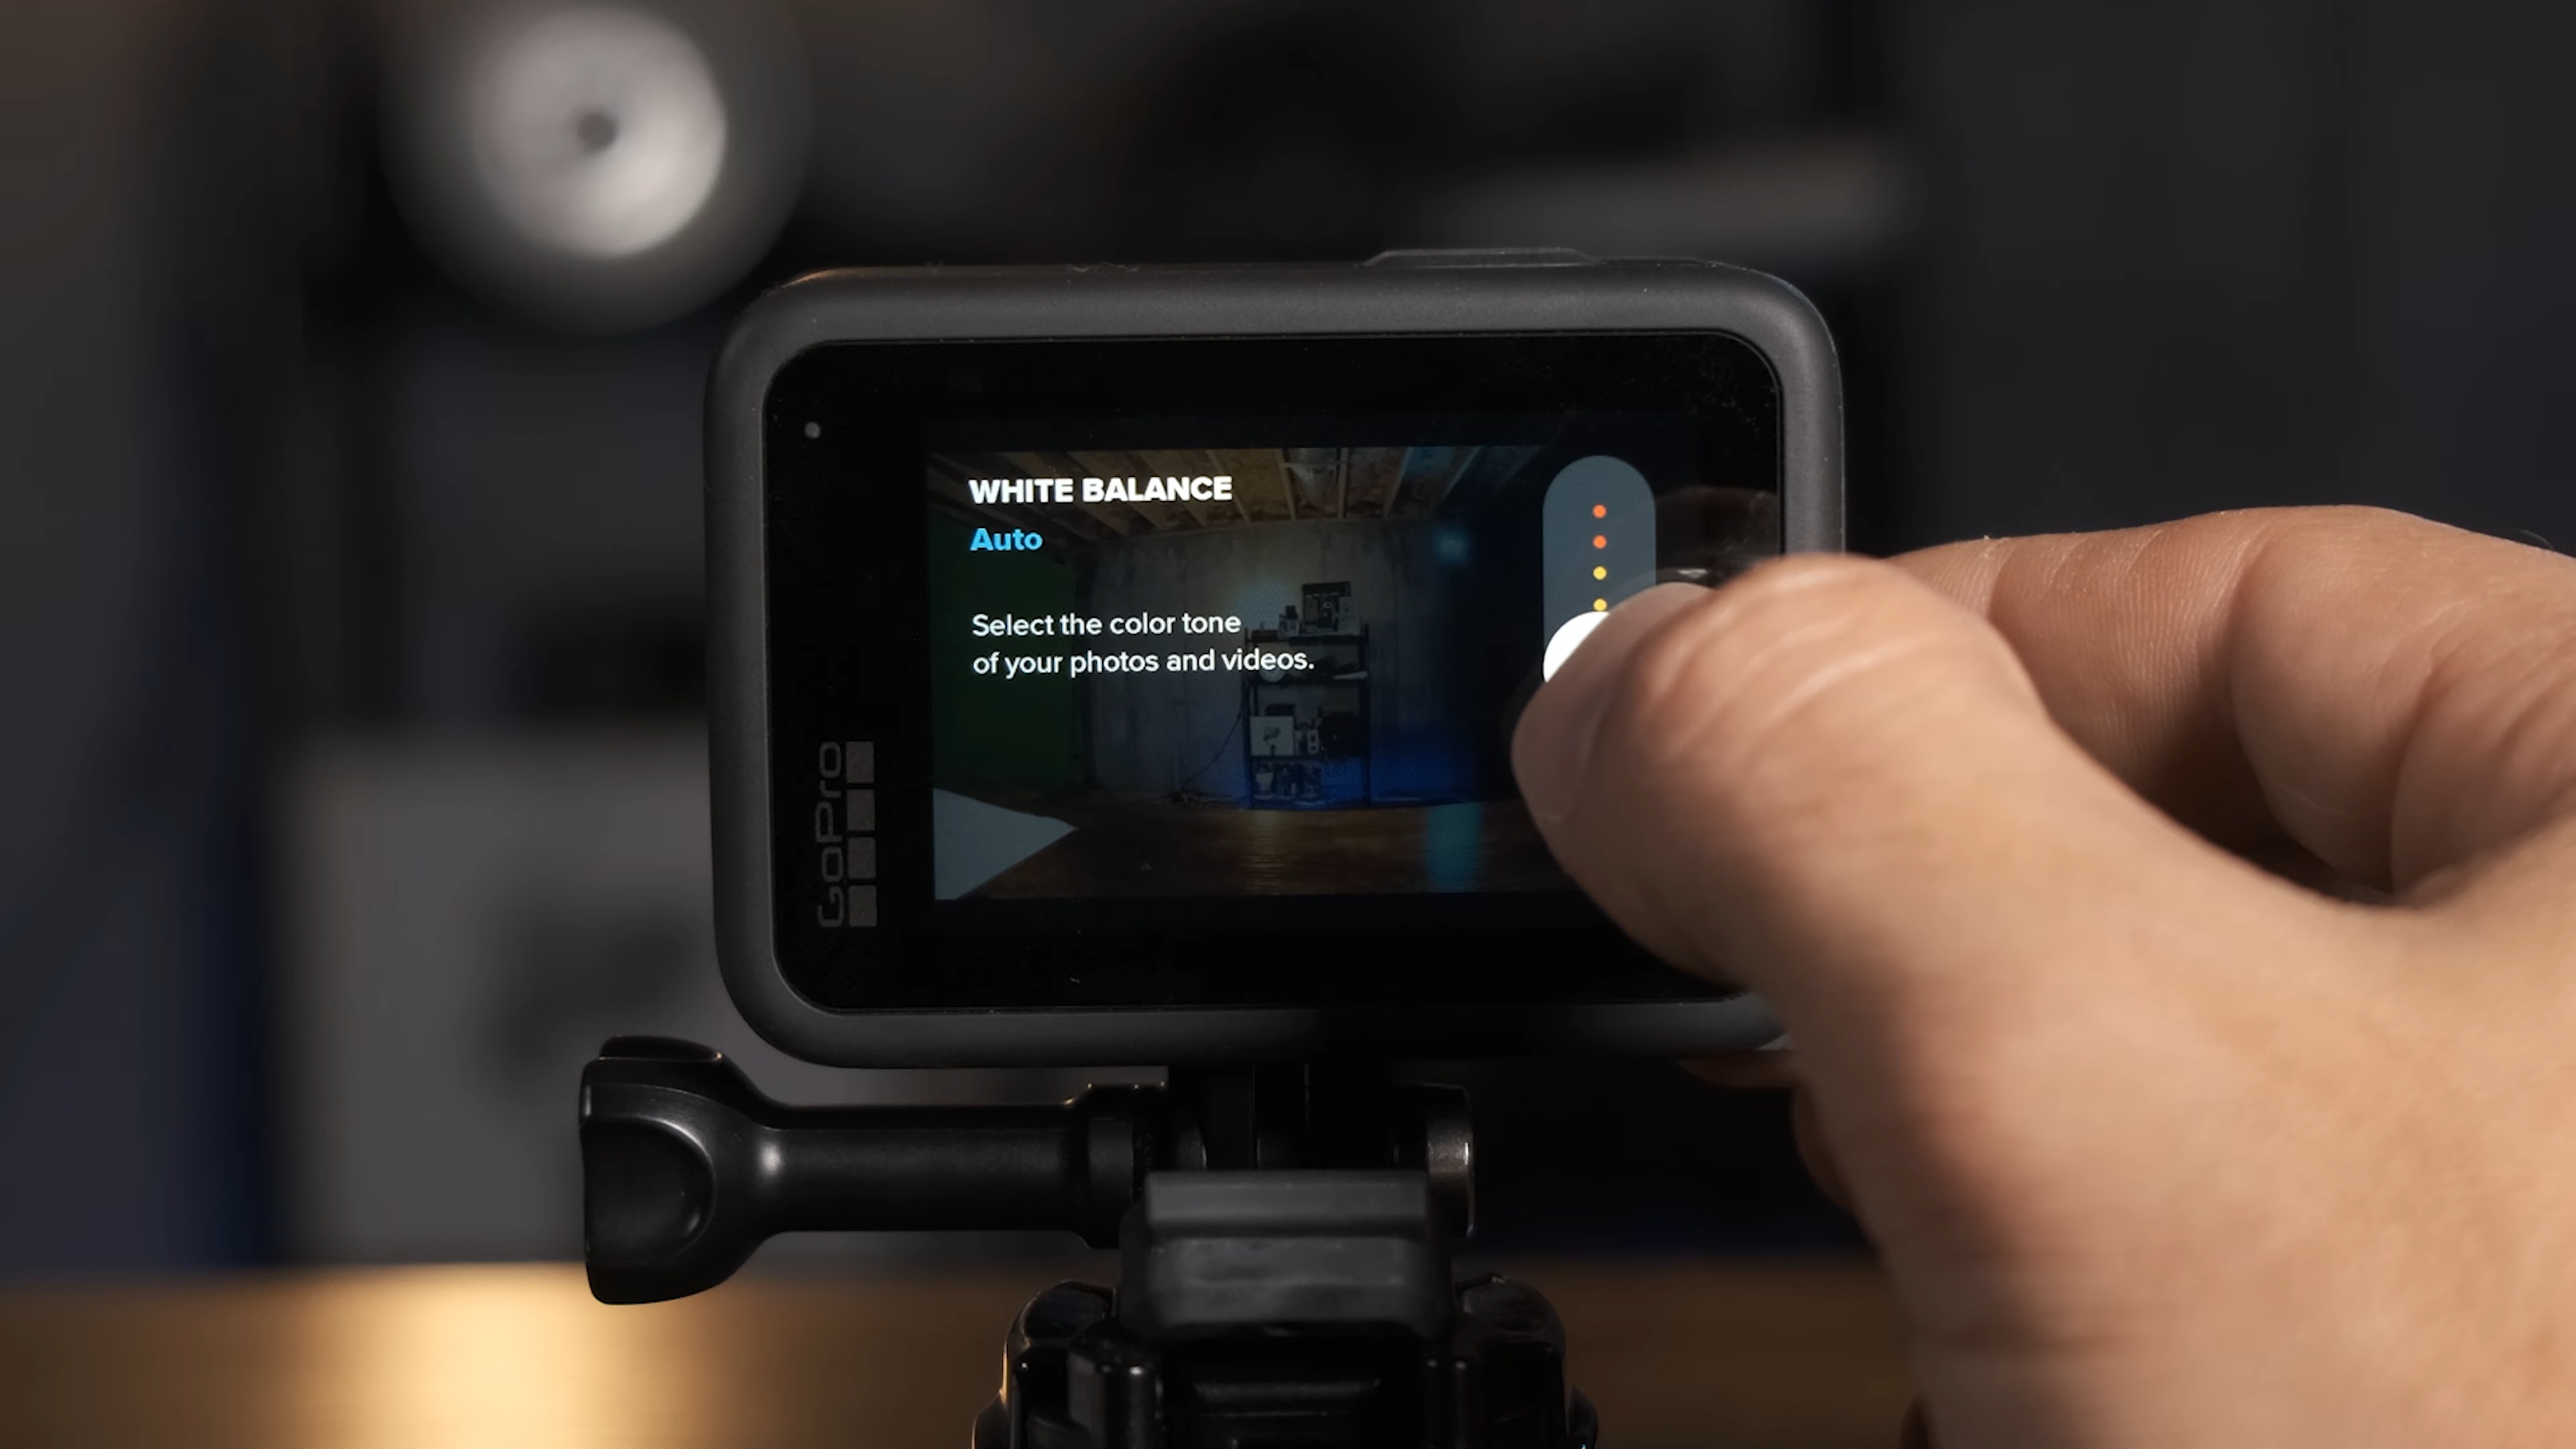 WHITE BALANCE
Auto
Select the color tone
of your photos and videos.
GoPro